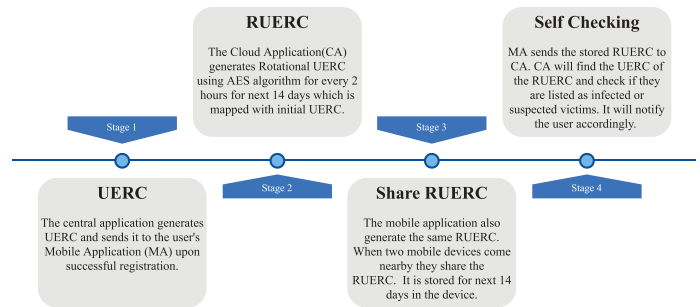 Stage 1
UERC
The central application generates
UERC and sends it to the user's
Mobile Application (MA) upon
successful registration.
RUERC
The Cloud Application(CA)
generates Rotational UERC
using AES algorithm for every 2
hours for next 14 days which is
mapped with initial UERC.
Stage 2
Stage 3
Share RUERC
The mobile application also
generate the same RUERC.
When two mobile devices come
nearby they share the
RUERC. It is stored for next 14
days in the device.
Self Checking
MA sends the stored RUERC to
CA. CA will find the UERC of
the RUERC and check if they
are listed as infected or
suspected victims. It will notify
the user accordingly.
Stage 4